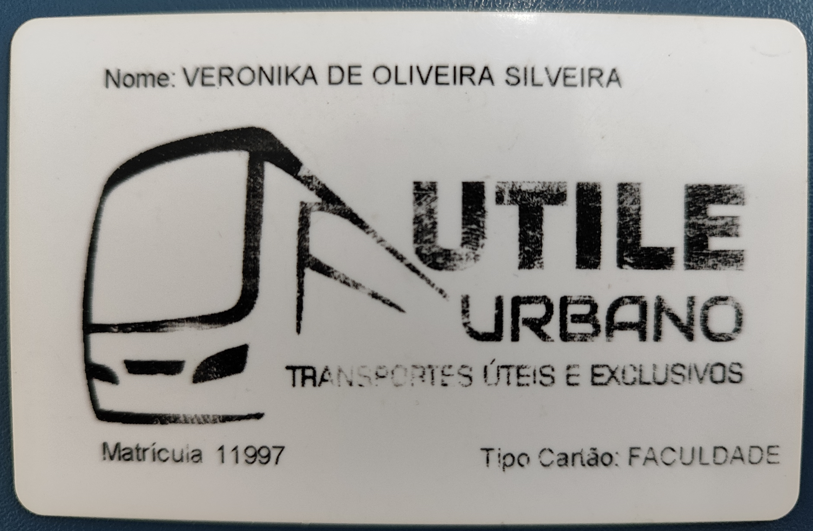 Nome: VERONIKA DE OLIVEIRA SILVEIRA
UTILE
URBANO
TRANSPORTES ÚTEIS E EXCLUSIVOS
Matrícula 11997
Tipo Cartão: FACULDADE